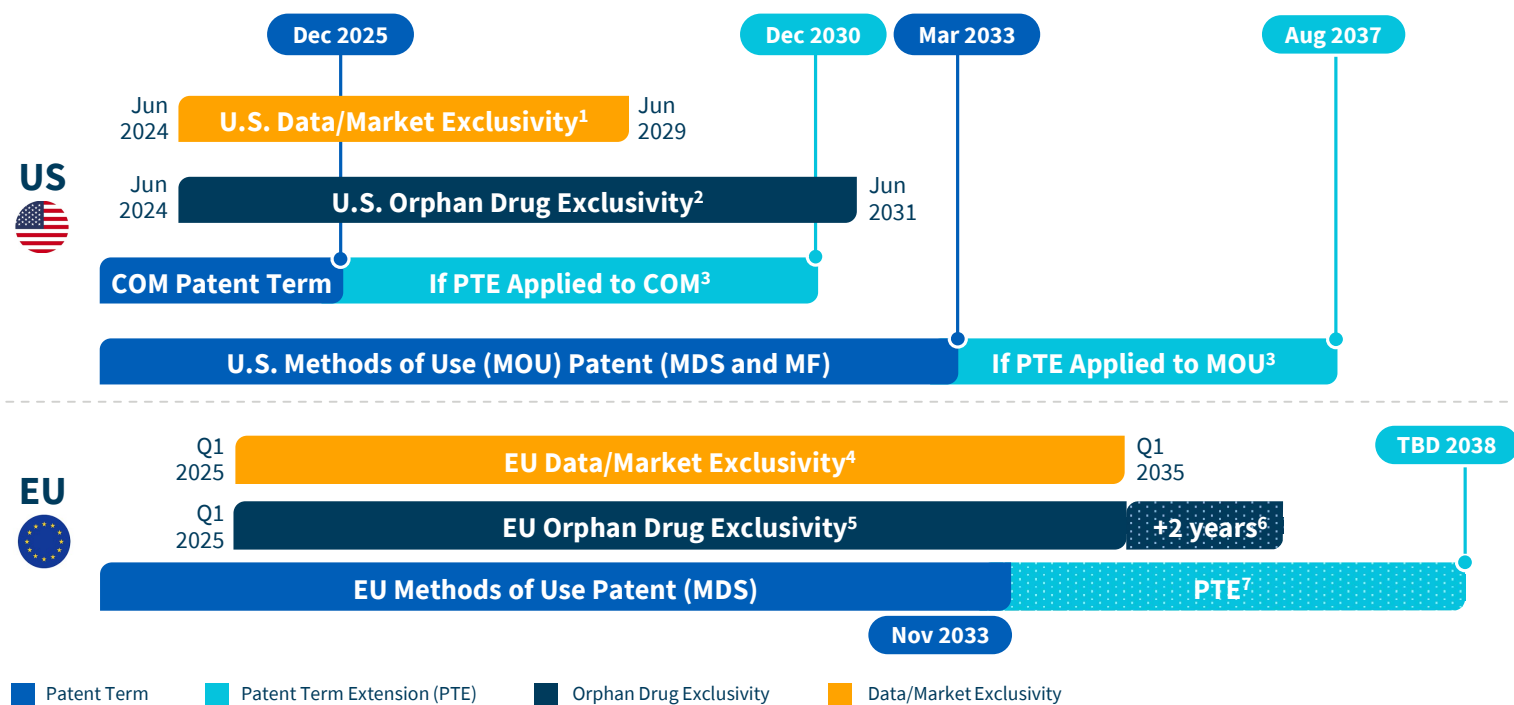 Dec 2025
Dec 2030
Mar 2033
Aug 2037
Jun
2024
U.S. Data/Market Exclusivity¹
Jun
2029
US
Jun
2024
U.S. Orphan Drug Exclusivity²
Jun
2031
COM Patent Term
If PTE Applied to COM³
U.S. Methods of Use (MOU) Patent (MDS and MF)
If PTE Applied to MOU³
TBD 2038
Q1
2025
EU Data/Market Exclusivity⁴
Q1
2035
EU
Q1
2025
EU Orphan Drug Exclusivity⁵
+2 years⁶
EU Methods of Use Patent (MDS)
PTE⁷
Nov 2033
Patent Term
Patent Term Extension (PTE)
Orphan Drug Exclusivity
Data/Market Exclusivity